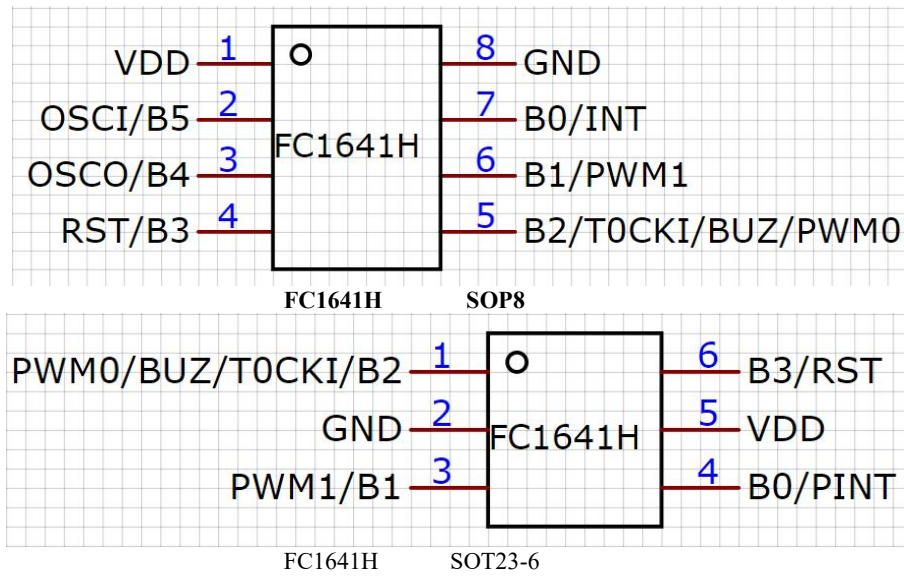 VDD 1 8 GND
OSCI/B5 2 7 B0/INT
FC1641H
OSCO/B4 3 6 B1/PWM1
RST/B3 4 5 B2/T0CKI/BUZ/PWM0
FC1641H SOP8
PWM0/BUZ/T0CKI/B2 1 6 B3/RST
GND 2 FC1641H 5 VDD
PWM1/B1 3 4 B0/PINT
FC1641H SOT23-6